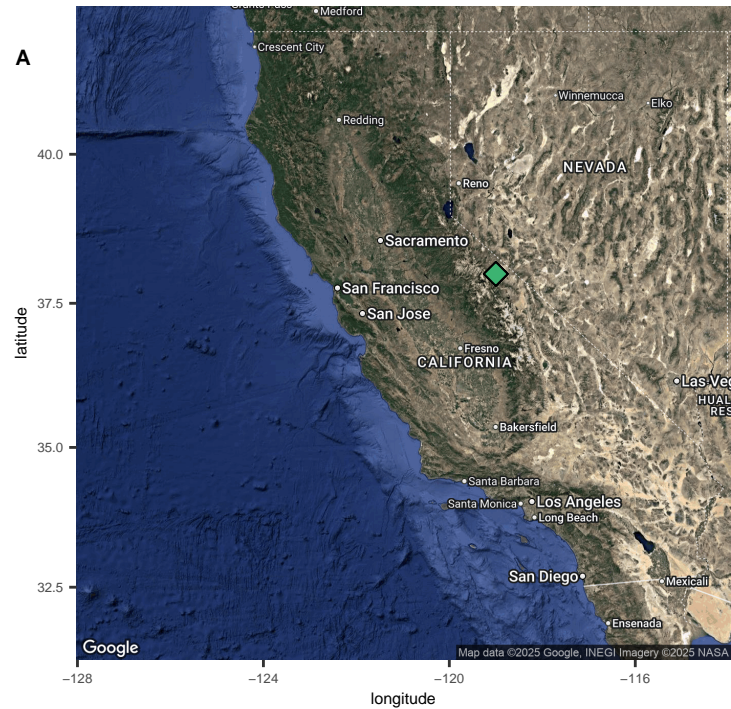 Medford
A
Crescent City
Winnemucca
Elko
Redding
40.0
NEVADA
Reno
Sacramento
San Francisco
37.5
San Jose
latitude
Fresno
CALIFORNIA
Las Veg
HUAL
RES
Bakersfield
35.0
Santa Barbara
Santa Monica
Los Angeles
Long Beach
32.5
San Diego
Mexicali
Ensenada
Google
Map data ©2025 Google, INEGI Imagery ©2025 NASA
−128
−124
−120
−116
longitude